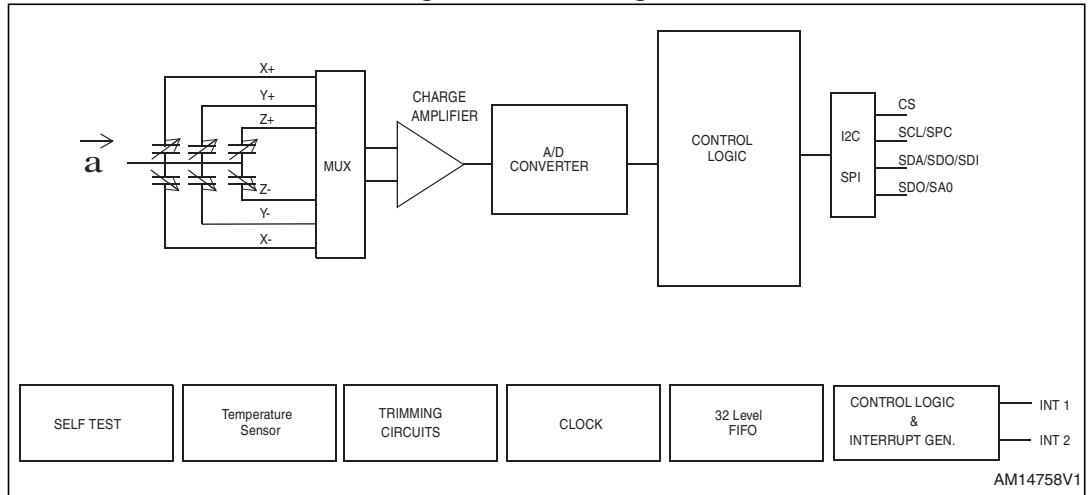 X+
Y+
Z+
a
Z-
Y-
X-
MUX
CHARGE
AMPLIFIER
A/D
CONVERTER
CONTROL
LOGIC
I2C
SPI
CS
SCL/SPC
SDA/SDO/SDI
SDO/SA0
SELF TEST
Temperature
Sensor
TRIMMING
CIRCUITS
CLOCK
32 Level
FIFO
CONTROL LOGIC
&
INTERRUPT GEN.
INT 1
INT 2
AM14758V1